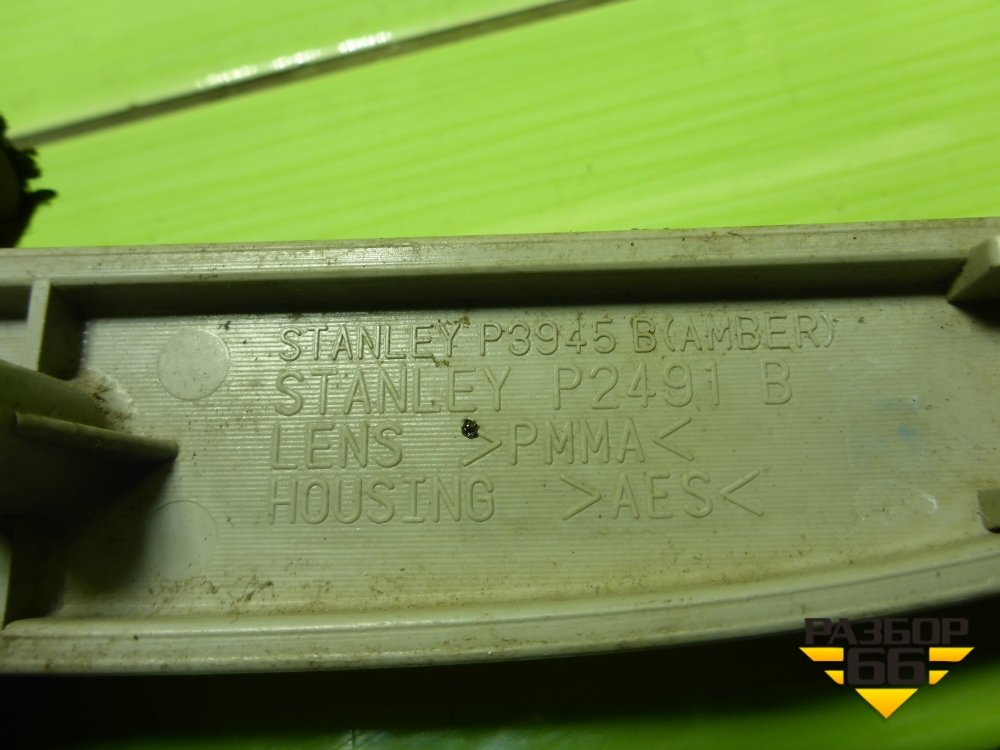 STANLEY P3945 B(AMBER)
STANLEY P2491 B
LENS >PMMA<
HOUSING >AES<
РАЗБОР
66